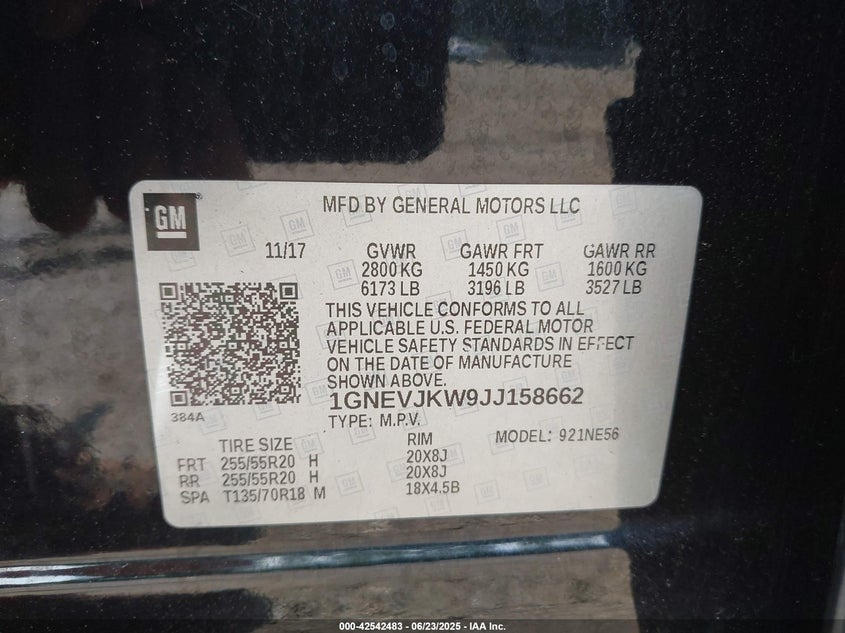 GM
MFD BY GENERAL MOTORS LLC
11/17 GVWR GAWR FRT GAWR RR
2800 KG 1450 KG 1600 KG
6173 LB 3196 LB 3527 LB
THIS VEHICLE CONFORMS TO ALL
APPLICABLE U.S. FEDERAL MOTOR
VEHICLE SAFETY STANDARDS IN EFFECT
ON THE DATE OF MANUFACTURE
SHOWN ABOVE.
1GNEVJKW9JJ158662
384A
TYPE: M.P.V.
TIRE SIZE RIM MODEL: 921NE56
FRT 255/55R20 H 20X8J
RR 255/55R20 H 20X8J
SPA T135/70R18 M 18X4.5B
000-42542483 - 06/23/2025 - IAA Inc.